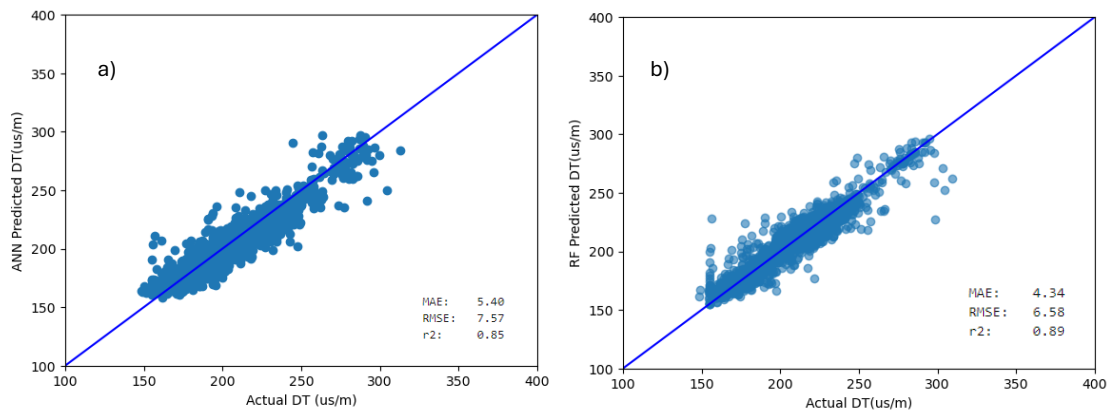 a)
400
350
300
250
200
150
100
ANN Predicted DT(us/m)
MAE: 5.40
RMSE: 7.57
r2: 0.85
100 150 200 250 300 350 400
Actual DT (us/m)
b)
400
350
300
250
200
150
100
RF Predicted DT(us/m)
MAE: 4.34
RMSE: 6.58
r2: 0.89
100 150 200 250 300 350 400
Actual DT(us/m)